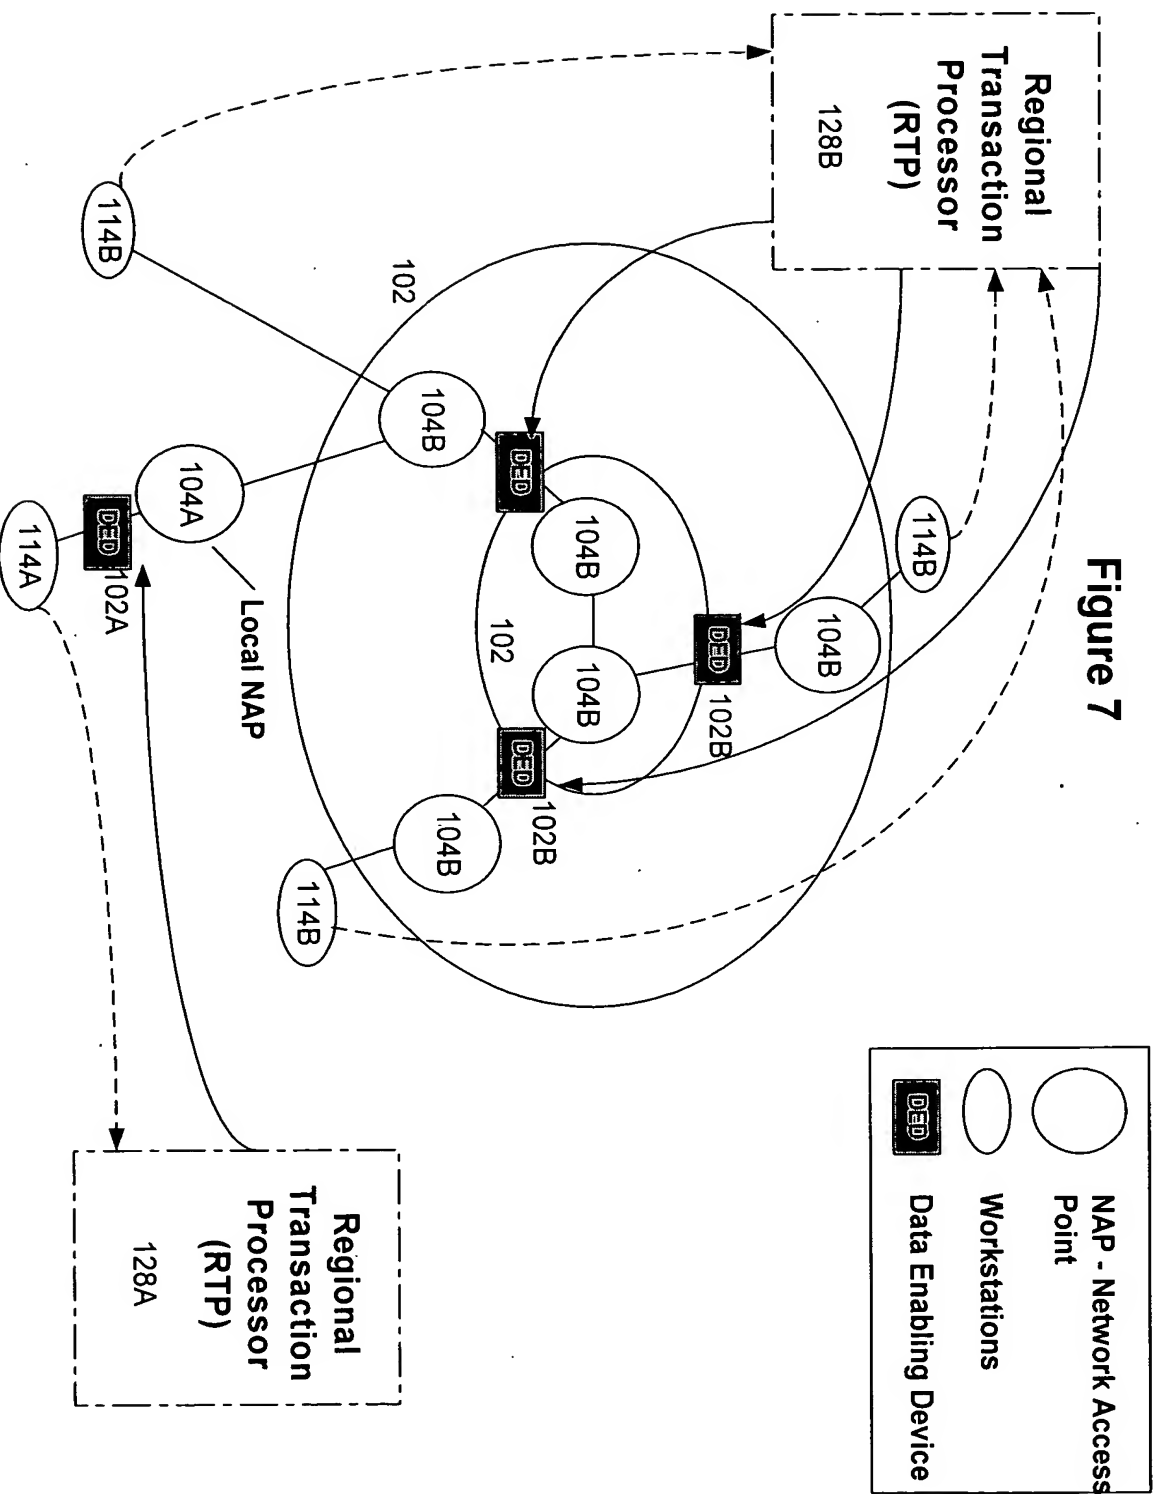 Figure 7
Regional
Transaction
Processor
(RTP)
128B
114B
104B
DED
102B
102
114B
104B
DED
104B
104B
102
DED
102B
104B
114B
104A
Local NAP
DED
102A
114A
Regional
Transaction
Processor
(RTP)
128A
NAP - Network Access
Point
Workstations
DED
Data Enabling Device